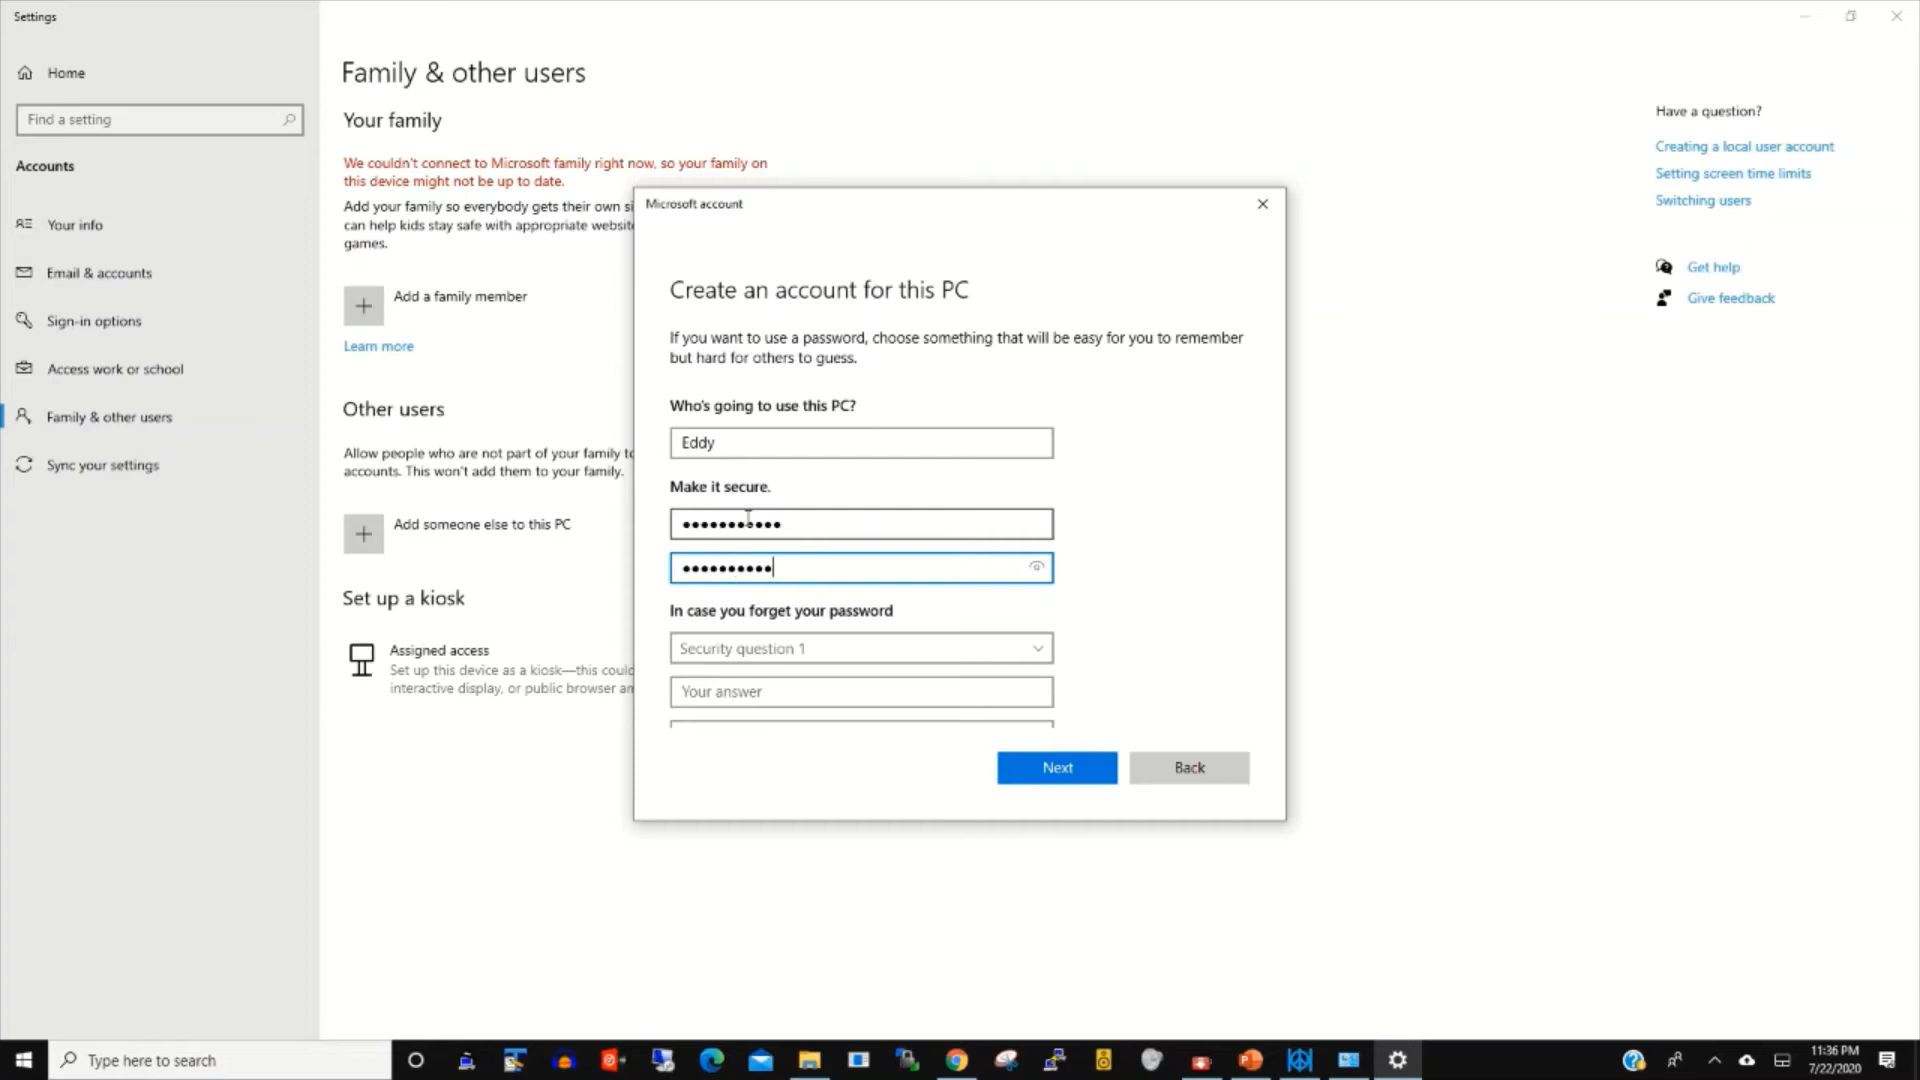 Settings
Home
Find a setting
Accounts
Your info
Email & accounts
Sign-in options
Access work or school
Family & other users
Sync your settings
Family & other users
Your family
We couldn't connect to Microsoft family right now, so your family on
this device might not be up to date.
Add your family so everybody gets their own si
can help kids stay safe with appropriate website
games.
Add a family member
Learn more
Other users
Allow people who are not part of your family to
accounts. This won't add them to your family.
Add someone else to this PC
Set up a kiosk
Assigned access
Set up this device as a kiosk—this could
interactive display, or public browser an
Microsoft account
Create an account for this PC
If you want to use a password, choose something that will be easy for you to remember
but hard for others to guess.
Who's going to use this PC?
Eddy
Make it secure.
•••••••••••
••••••••••
In case you forget your password
Security question 1
Your answer
Next
Back
Have a question?
Creating a local user account
Setting screen time limits
Switching users
Get help
Give feedback
Type here to search
11:36 PM
7/22/2020